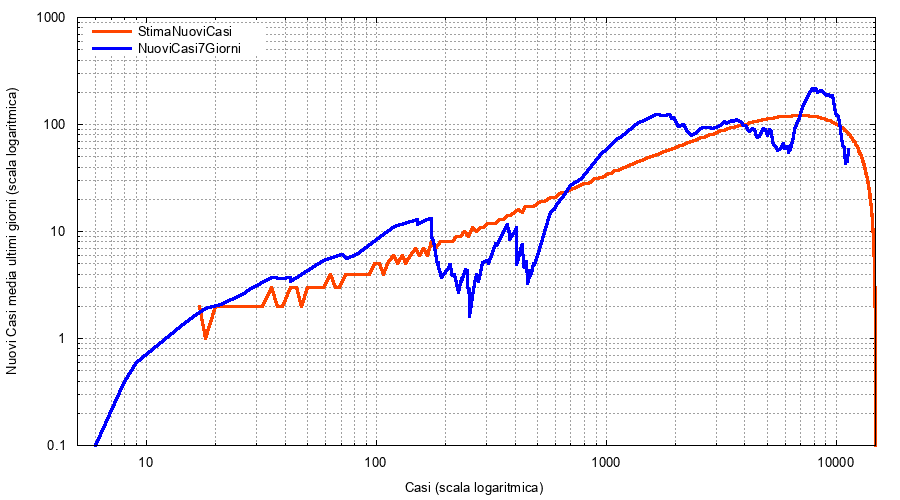 1000
StimaNuoviCasi
NuoviCasi7Giorni
100
10
1
0.1
10 100 1000 10000
Nuovi Casi media ultimi giorni (scala logaritmica)
Casi (scala logaritmica)